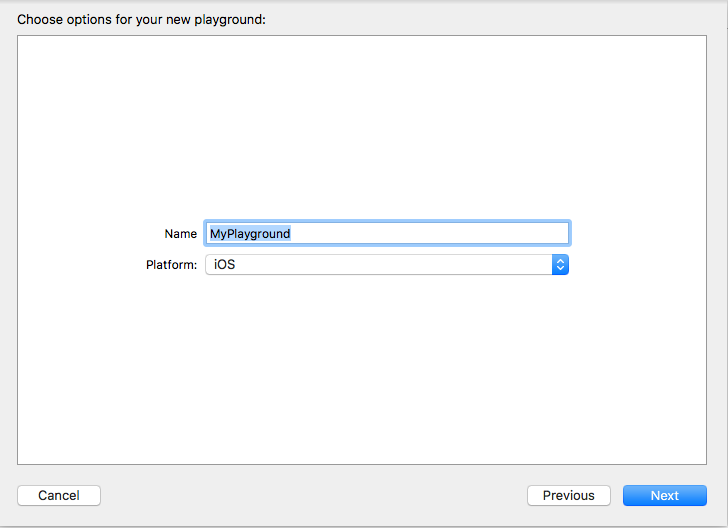 Choose options for your new playground:
Name MyPlayground
Platform: iOS
Cancel Previous Next